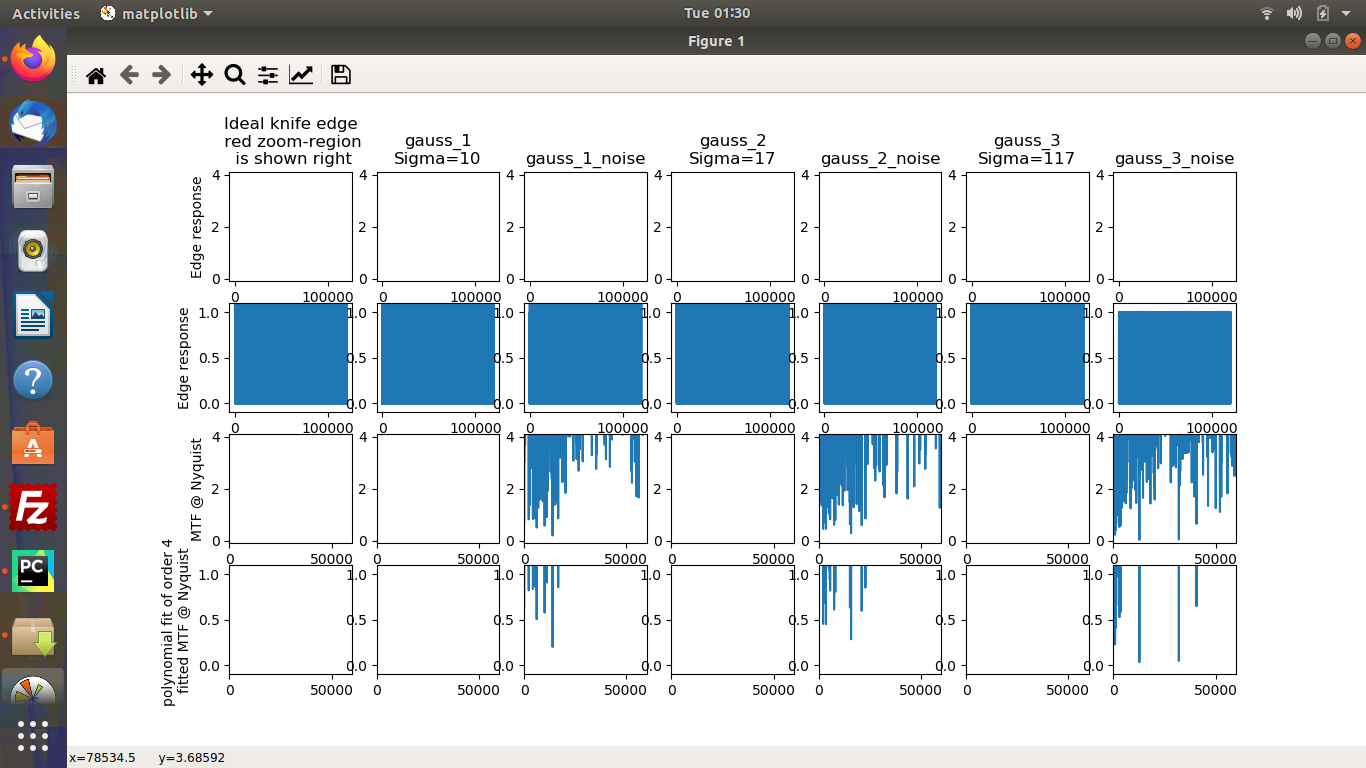 Activities
matplotlib
Tue 01:30
Figure 1
Ideal knife edge
red zoom-region
is shown right
gauss_1
Sigma=10
gauss_1_noise
gauss_2
Sigma=17
gauss_2_noise
gauss_3
Sigma=117
gauss_3_noise
Edge response
4 4 4 4 4 4 4
2 2 2 2 2 2 2
0 0 0 0 0 0 0
0 100000 0 100000 0 100000 0 100000 0 100000 0 100000 0 100000
Edge response
1.0 1.0 1.0 1.0 1.0 1.0 1.0
0.5 0.5 0.5 0.5 0.5 0.5 0.5
0.0 0.0 0.0 0.0 0.0 0.0 0.0
0 100000 0 100000 0 100000 0 100000 0 100000 0 100000 0 100000
MTF @ Nyquist
4 4 4 4 4 4 4
2 2 2 2 2 2 2
0 0 0 0 0 0 0
0 50000 0 50000 0 50000 0 50000 0 50000 0 50000 0 50000
polynomial fit of order 4
fitted MTF @ Nyquist
1.0 1.0 1.0 1.0 1.0 1.0 1.0
0.5 0.5 0.5 0.5 0.5 0.5 0.5
0.0 0.0 0.0 0.0 0.0 0.0 0.0
0 50000 0 50000 0 50000 0 50000 0 50000 0 50000 0 50000
?
A
FZ
PC
x=78534.5 y=3.68592